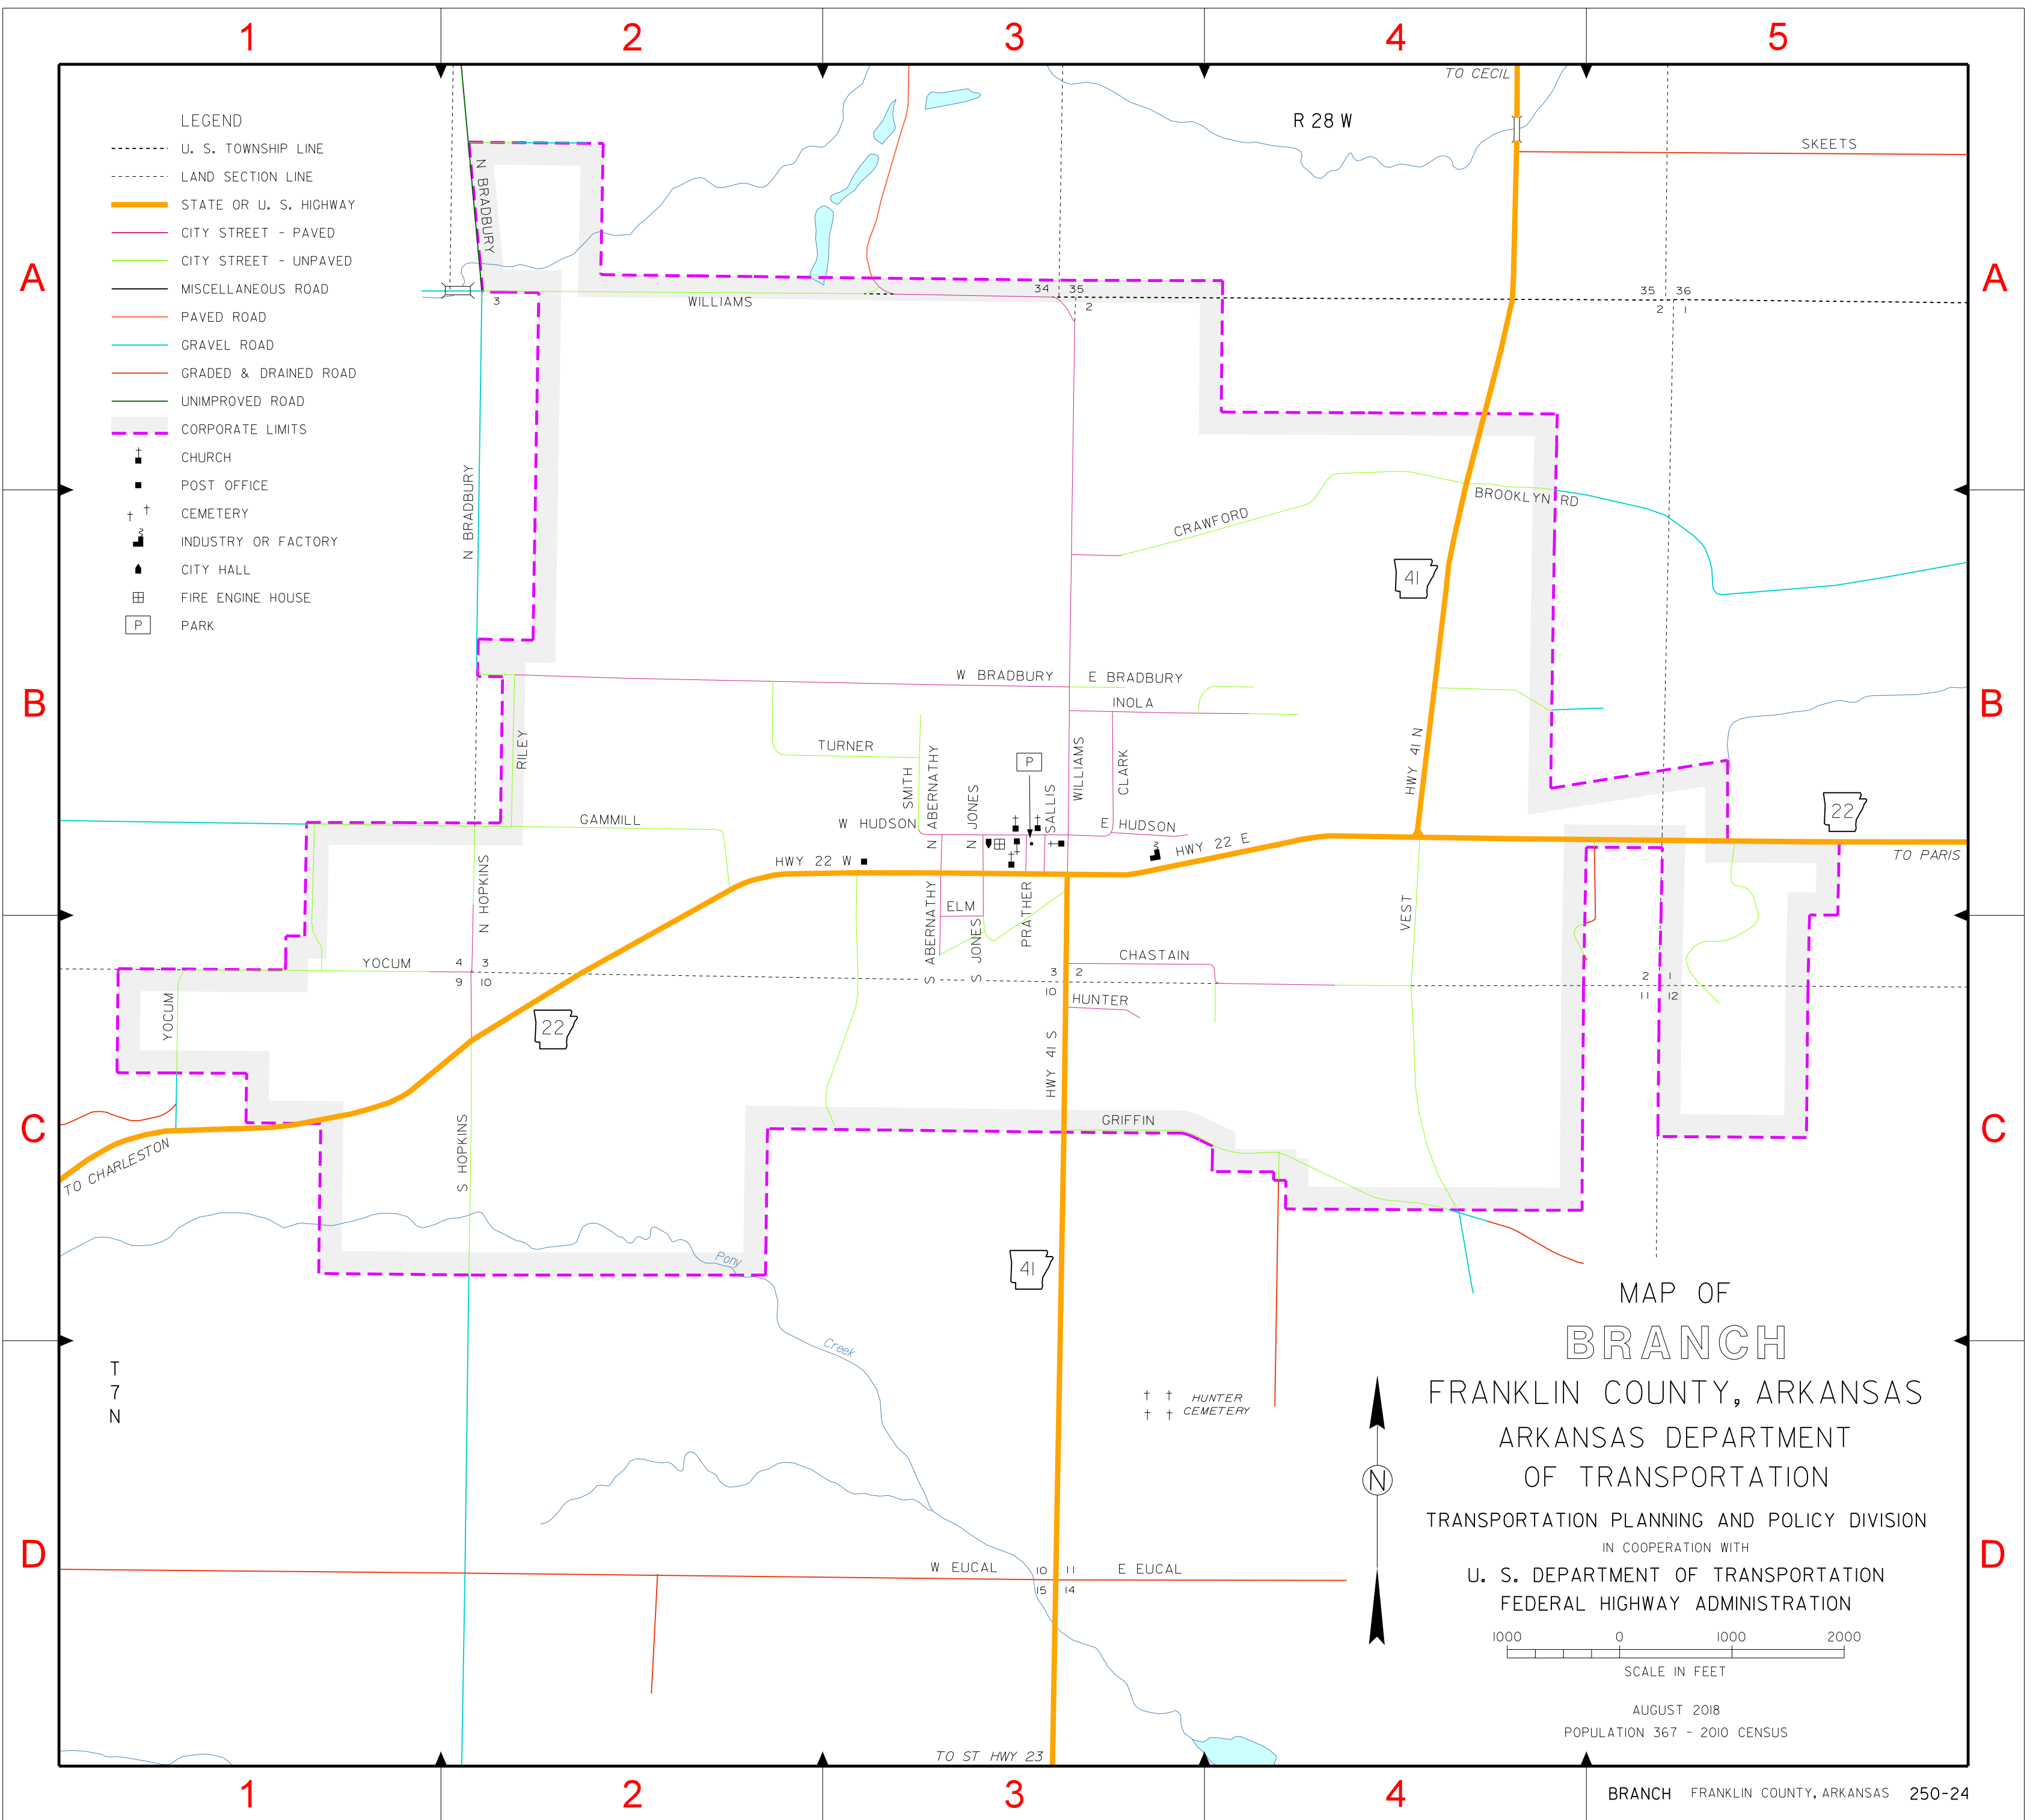 1 2 3 4 5
A
B
C
D
A
B
C
D
1 2 3 4
LEGEND
U. S. TOWNSHIP LINE
LAND SECTION LINE
STATE OR U. S. HIGHWAY
CITY STREET - PAVED
CITY STREET - UNPAVED
MISCELLANEOUS ROAD
PAVED ROAD
GRAVEL ROAD
GRADED & DRAINED ROAD
UNIMPROVED ROAD
CORPORATE LIMITS
CHURCH
POST OFFICE
CEMETERY
INDUSTRY OR FACTORY
CITY HALL
FIRE ENGINE HOUSE
P PARK
TO CECIL
R 28 W
SKEETS
N BRADBURY
WILLIAMS
3
34 35
2
35 36
2 1
N BRADBURY
CRAWFORD
BROOKLYN RD
41
W BRADBURY E BRADBURY
INOLA
RILEY
TURNER
SMITH
N ABERNATHY
N JONES
P
SALLIS
WILLIAMS
CLARK
HWY 41 N
22
GAMMILL
W HUDSON
E HUDSON
HWY 22 W
HWY 22 E
TO PARIS
N HOPKINS
S ABERNATHY
ELM
S JONES
PRATHER
VEST
YOCUM
4 3
9 10
CHASTAIN
3 2
10
HUNTER
2 1
11 12
YOCUM
22
HWY 41 S
GRIFFIN
S HOPKINS
TO CHARLESTON
Pony
Creek
41
T
7
N
HUNTER
CEMETERY
W EUCAL 10 11 E EUCAL
15 14
TO ST HWY 23
N
MAP OF
BRANCH
FRANKLIN COUNTY, ARKANSAS
ARKANSAS DEPARTMENT
OF TRANSPORTATION
TRANSPORTATION PLANNING AND POLICY DIVISION
IN COOPERATION WITH
U. S. DEPARTMENT OF TRANSPORTATION
FEDERAL HIGHWAY ADMINISTRATION
1000 0 1000 2000
SCALE IN FEET
AUGUST 2018
POPULATION 367 - 2010 CENSUS
BRANCH FRANKLIN COUNTY, ARKANSAS 250-24